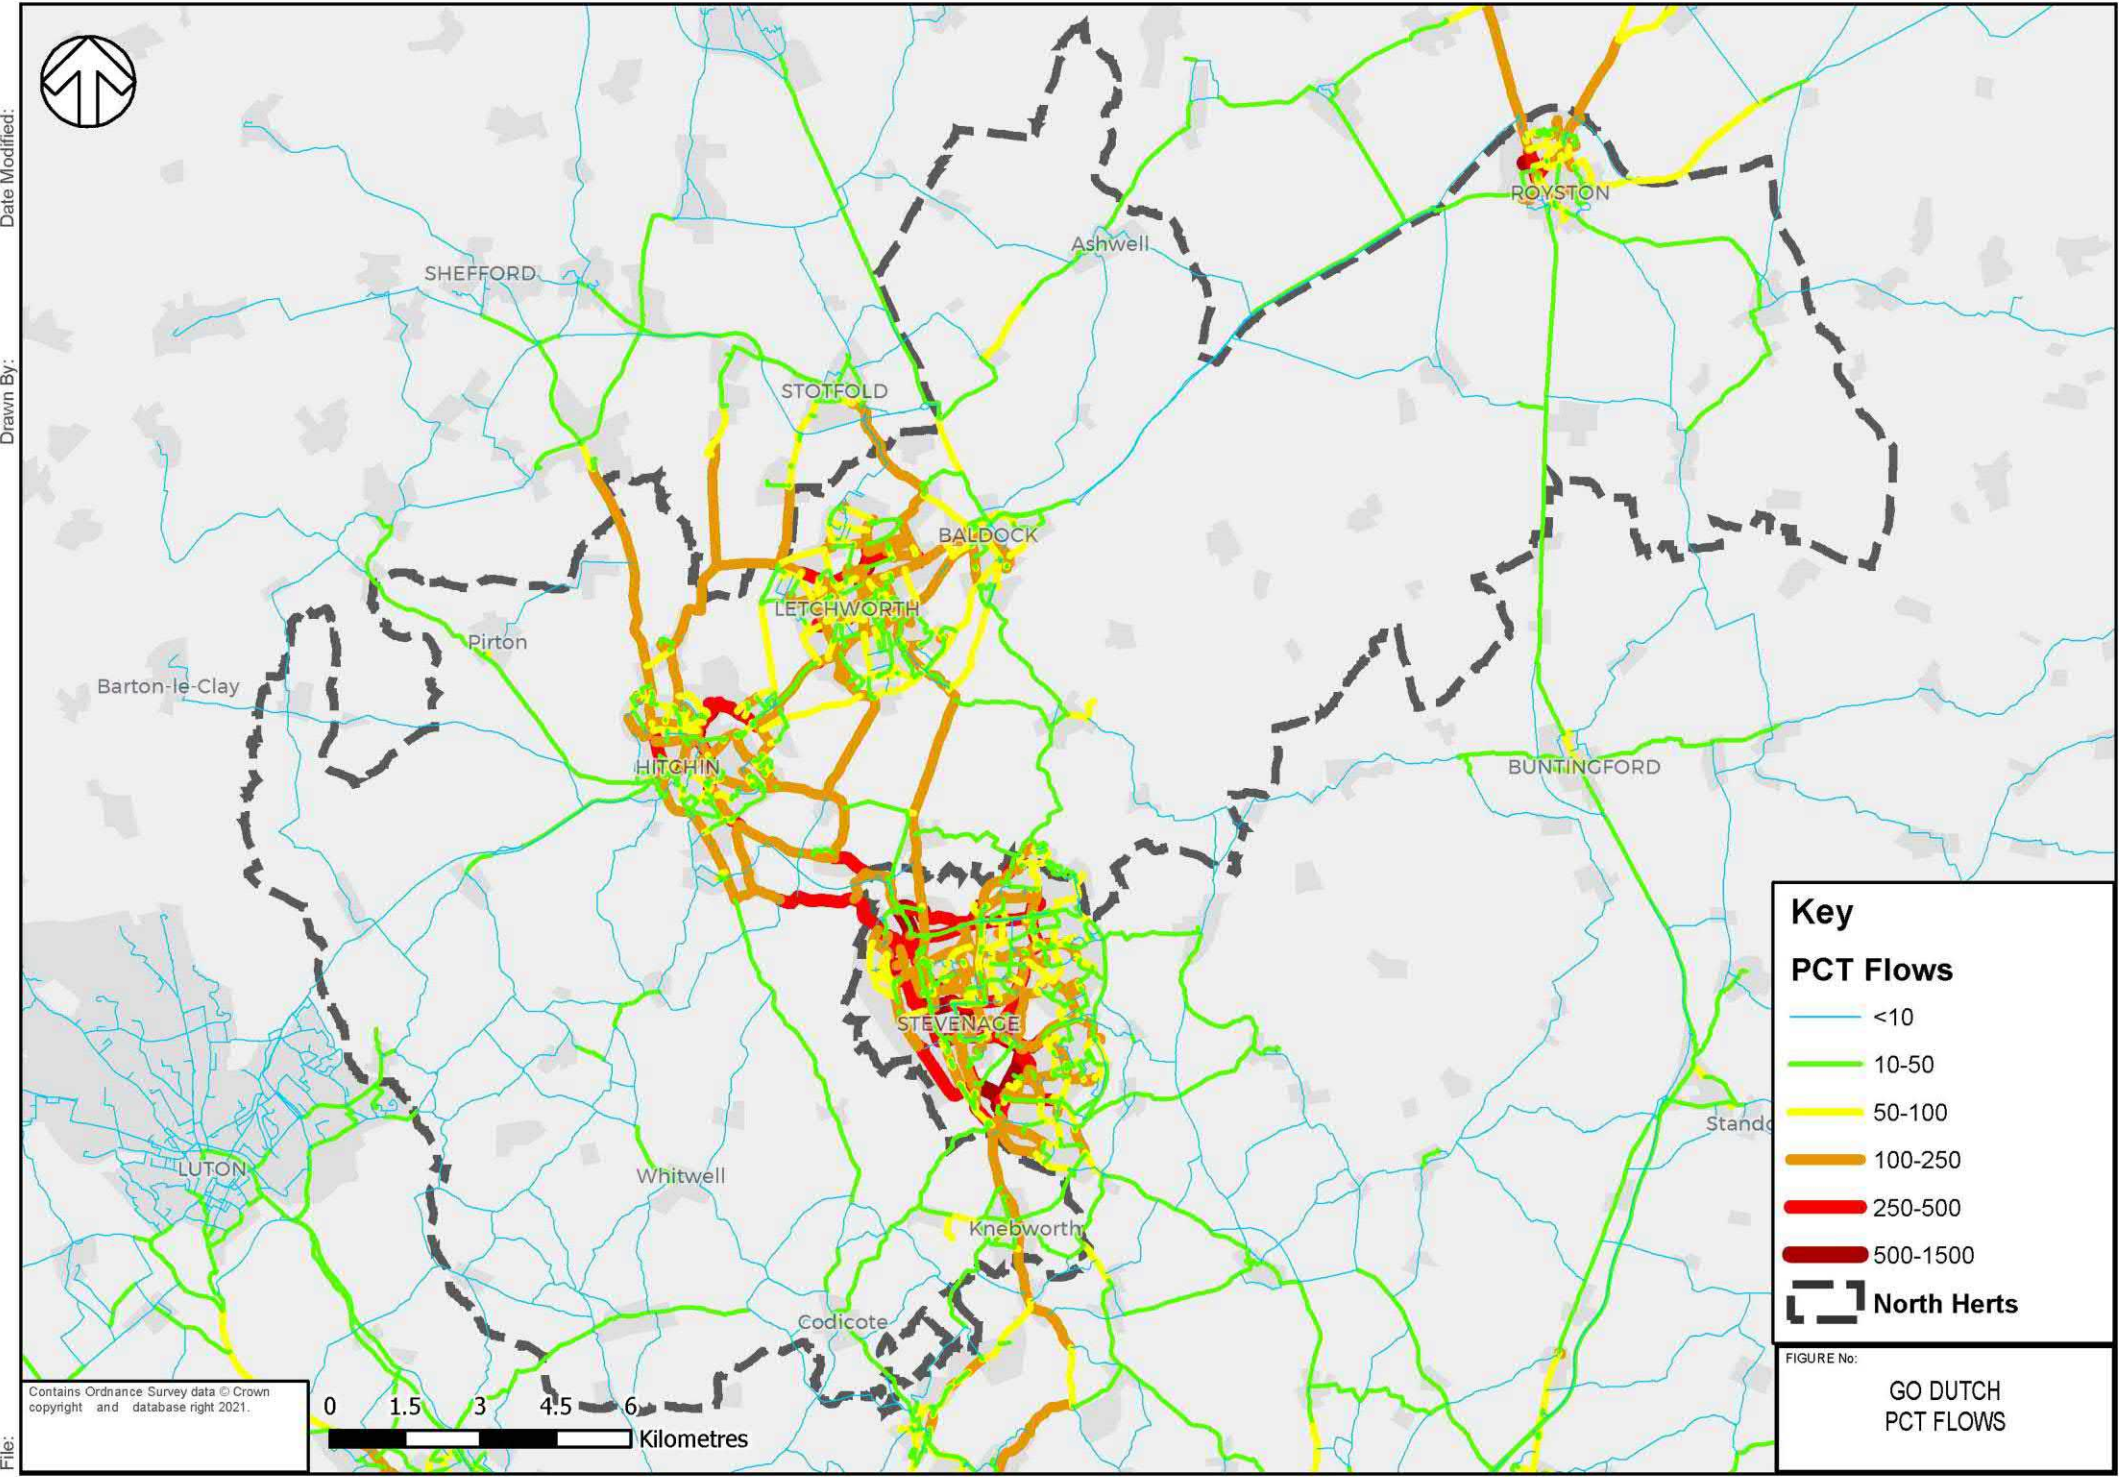 Date Modified:
Drawn By:
File:
ROYSTON
Ashwell
SHEFFORD
STOTFOLD
BALDOCK
LETCHWORTH
Pirton
Barton-le-Clay
HITCHIN
BUNTINGFORD
STEVENAGE
LUTON
Whitwell
Knebworth
Codicote
Key
PCT Flows
<10
10-50
50-100
100-250
250-500
500-1500
North Herts
FIGURE No:
GO DUTCH
PCT FLOWS
Contains Ordnance Survey data © Crown
copyright and database right 2021.
0 1.5 3 4.5 6
Kilometres